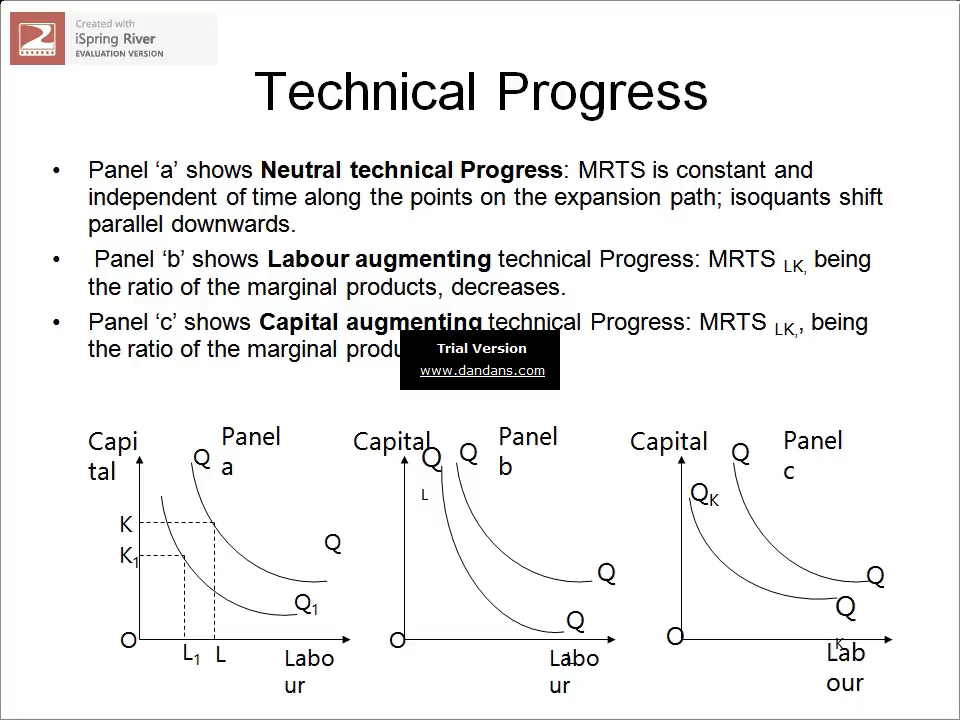 Created with
iSpring River
EVALUATION VERSION
Technical Progress
• Panel ‘a’ shows Neutral technical Progress: MRTS is constant and
independent of time along the points on the expansion path; isoquants shift
parallel downwards.
• Panel ‘b’ shows Labour augmenting technical Progress: MRTS LK, being
the ratio of the marginal products, decreases.
• Panel ‘c’ shows Capital augmenting technical Progress: MRTS LK,, being
the ratio of the marginal
Trial Version
www.dandans.com
Capi
tal
Panel
a
Q
K
K1
Q
Q1
O
L1
L
Labo
ur
Capital
Panel
b
Q
L
Q
Q
Q
O
Labo
ur
Capital
Panel
c
Q
QK
Q
Q
K
O
Lab
our